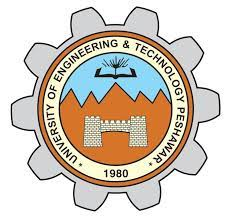 * UNIVERSITY OF ENGINEERING & TECHNOLOGY PESHAWAR *
1980